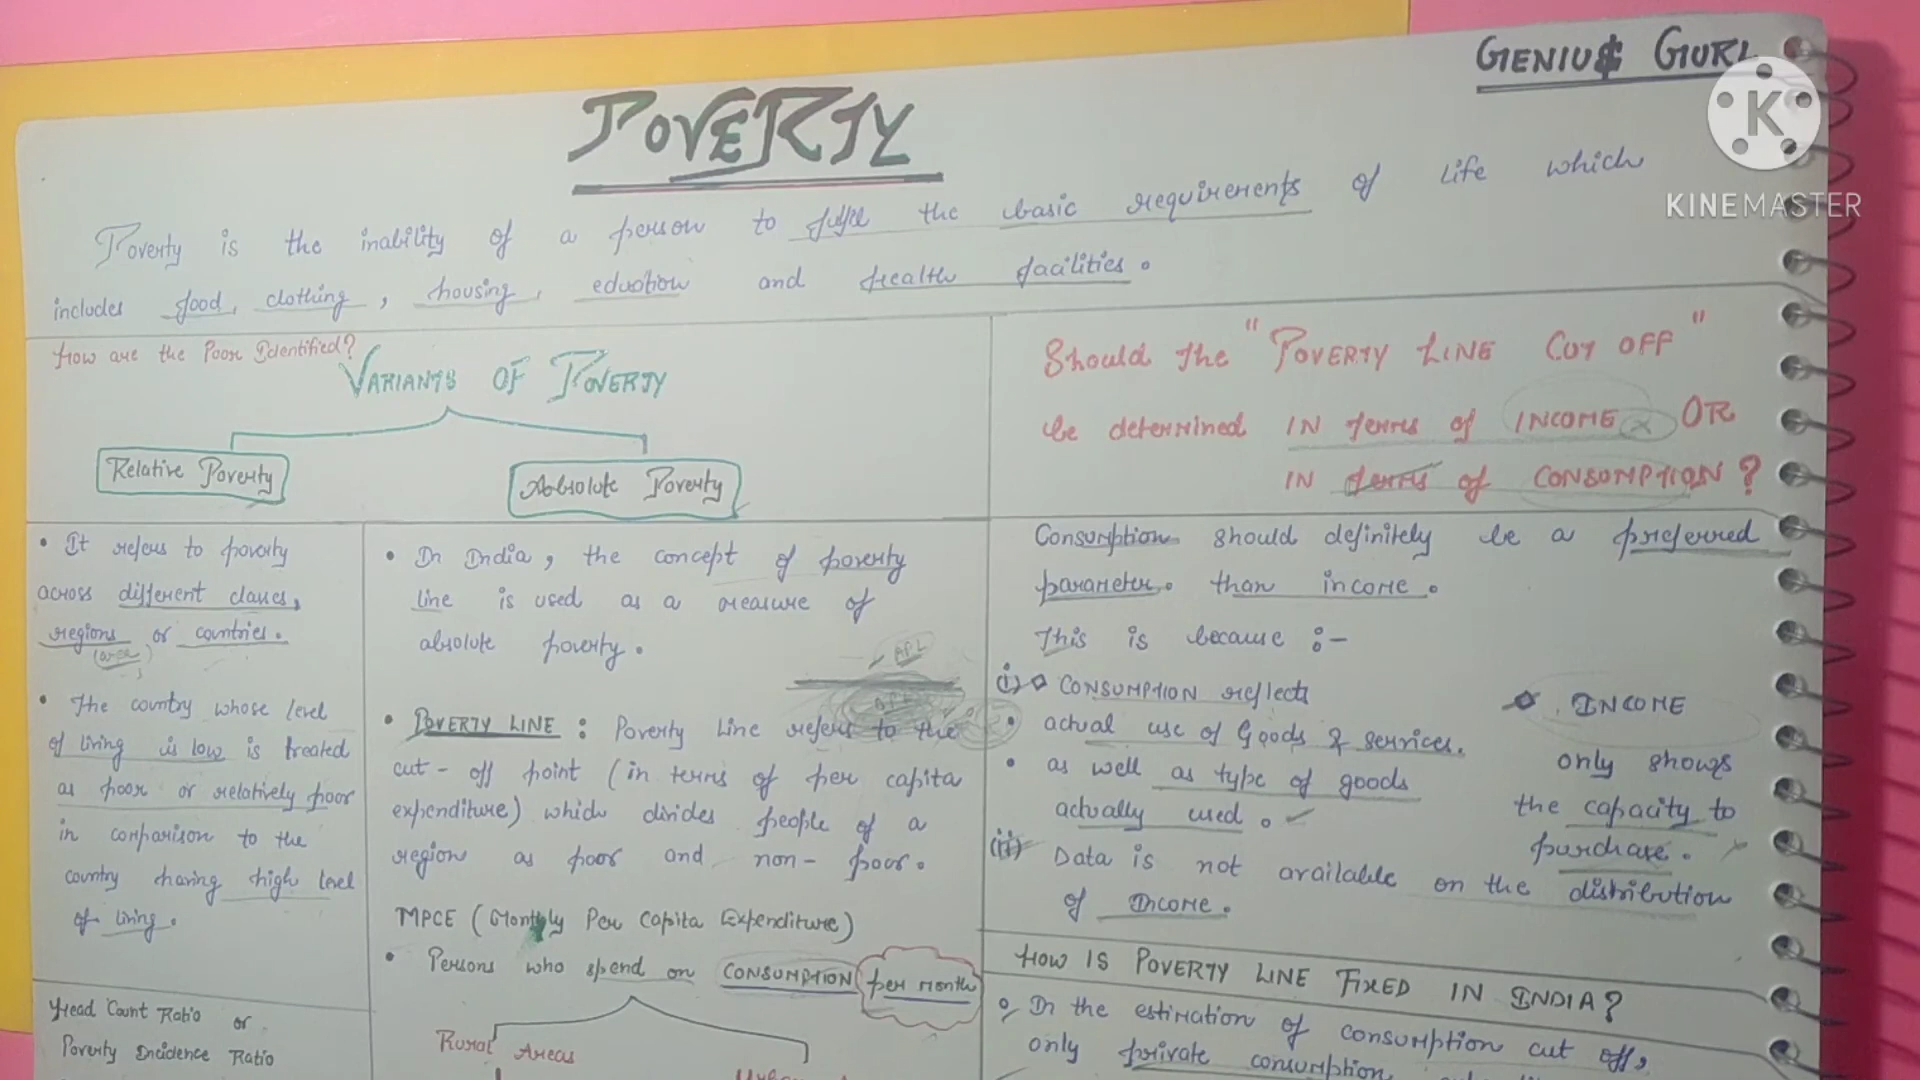 GENIU$ GURL
K
KINEMASTER
POVERTY
Poverty is the inability of a person to fulfil the basic requirements of life which
includes food, clothing, housing, eduction and health facilities.
How are the Poor Identified?
VARIANTS OF POVERTY
Relative Poverty
Absolute Poverty
• It refers to poverty
across different classes,
regions or countries.
(area)
• The country whose level
of living is low is treated
as poor or relatively poor
in comparison to the
country having high level
of living.
Head Count Ratio or
Poverty Incidence Ratio
• In India, the concept of poverty
line is used as a measure of
absolute poverty.
APL
BPL
• POVERTY LINE : Poverty Line refers to the
cut-off point (in terms of per capita
expenditure) which divides people of a
region as poor and non-poor.
MPCE (Monthly Per Capita Expenditure)
• Persons who spend on CONSUMPTION per month
Rural Areas
Should the "POVERTY LINE CUT OFF"
be determined IN terms of INCOME OR
IN terms of CONSUMPTION?
Consumption should definitely be a preferred
parameter. than income.
This is because :-
(i) CONSUMPTION reflects
• actual use of Goods & services.
• as well as type of goods
actually used.
INCOME
only shows
the capacity to
purchase.
(ii) Data is not available on the distribution
of Income.
HOW IS POVERTY LINE FIXED IN INDIA?
In the estimation of consumption cut off,
only private consumption